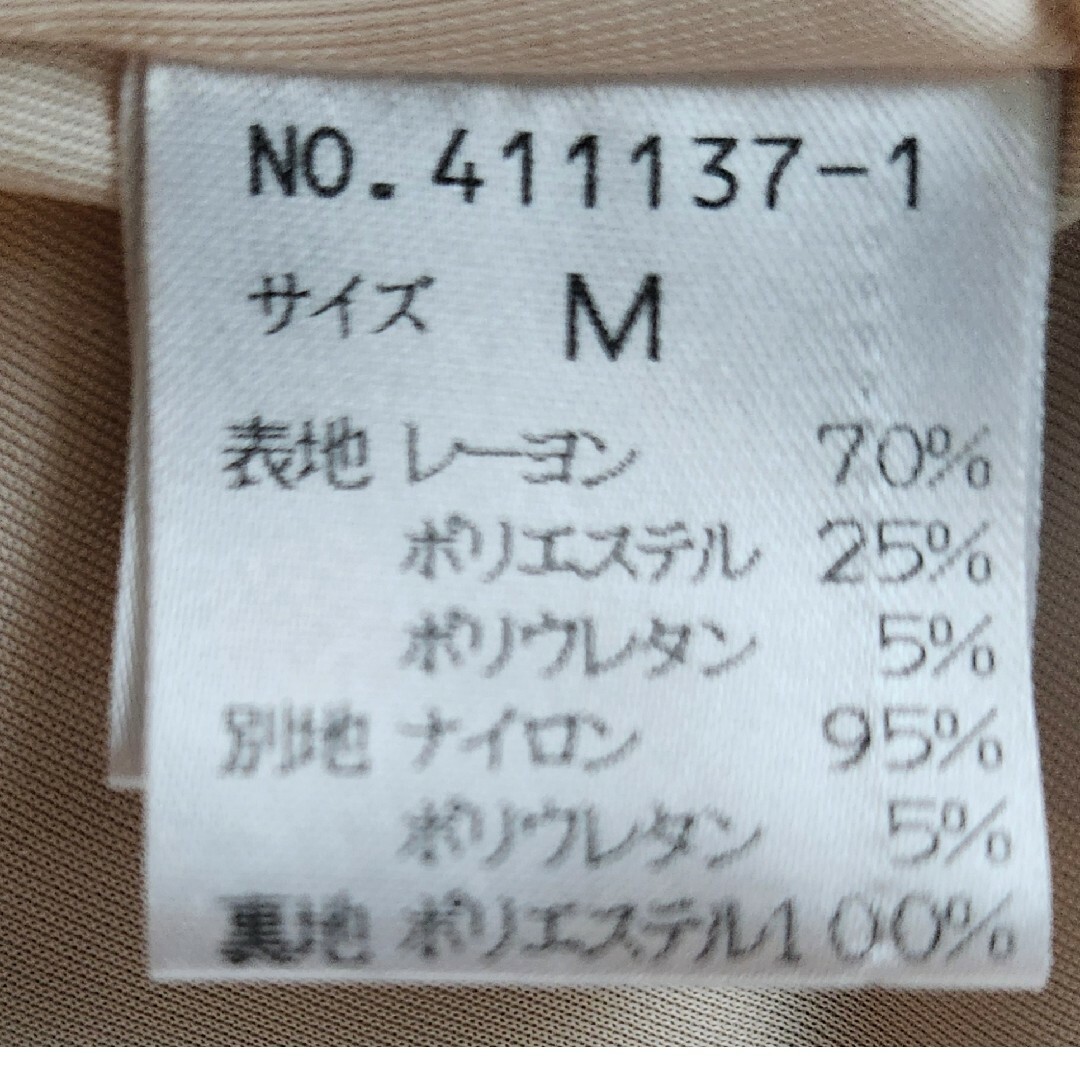 NO.411137-1
サイズ M
表地 レーヨン 70%
ポリエステル 25%
ポリウレタン 5%
別地 ナイロン 95%
ポリウレタン 5%
裏地 ポリエステル100%